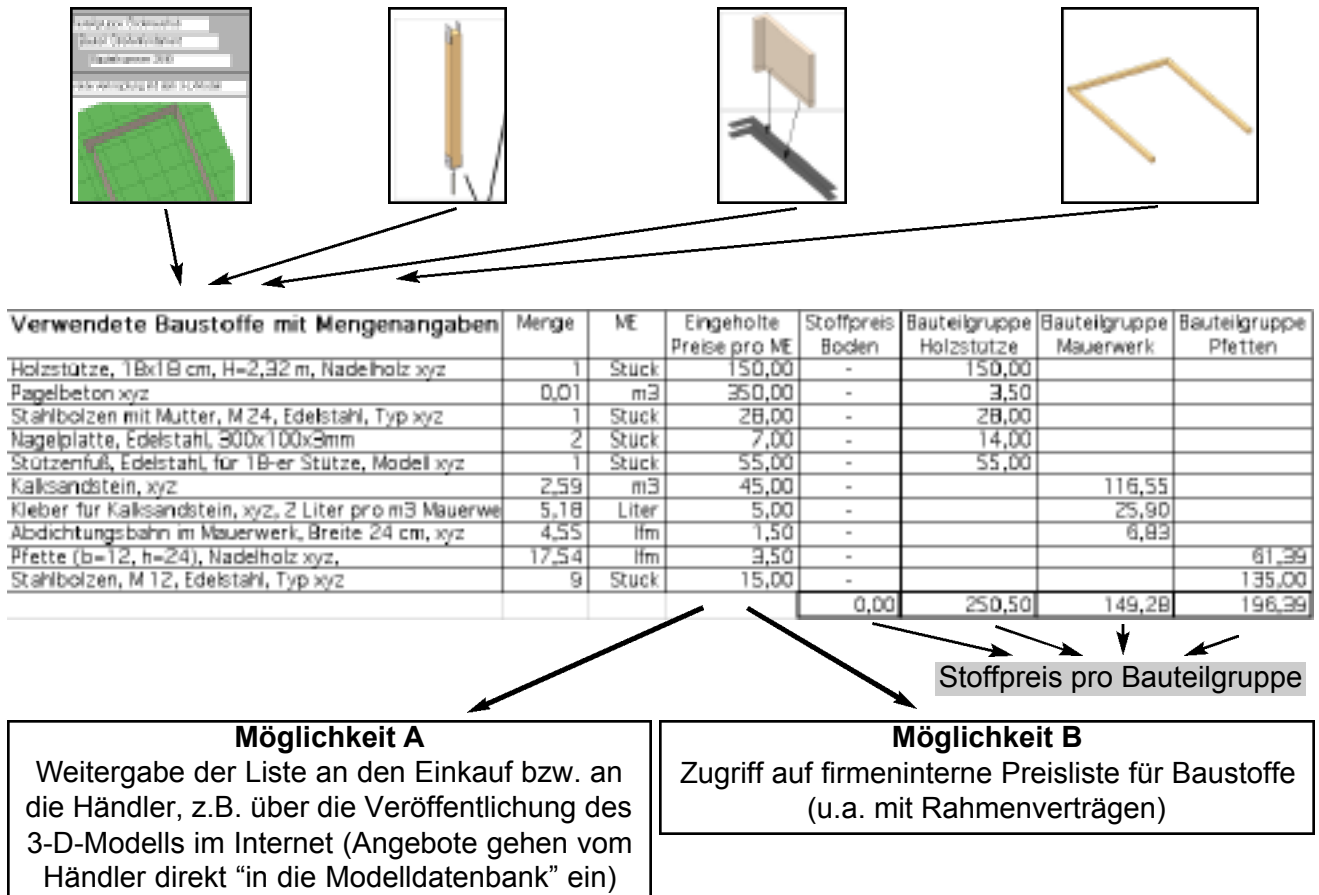 Verwendete Baustoffe mit Mengenangaben Menge ME Eingeholte Stoffpreis Bauteilgruppe Bauteilgruppe Bauteilgruppe
Preise pro ME Boden Holzstütze Mauerwerk Pfetten
Holzstütze, 18x18 cm, H=2,32 m, Nadelholz xyz 1 Stück 150,00 - 150,00
Pagelbeton xyz 0,01 m3 350,00 - 3,50
Stahlbolzen mit Mutter, M 24, Edelstahl, Typ xyz 1 Stück 28,00 - 28,00
Nagelplatte, Edelstahl, 300x100x3mm 2 Stück 7,00 - 14,00
Stützenfuß, Edelstahl, für 18-er Stütze, Modell xyz 1 Stück 55,00 - 55,00
Kalksandstein, xyz 2,59 m3 45,00 - 116,55
Kleber für Kalksandstein, xyz, 2 Liter pro m3 Mauerwe 5,18 Liter 5,00 - 25,90
Abdichtungsbahn im Mauerwerk, Breite 24 cm, xyz 4,55 lfm 1,50 - 6,83
Pfette (b=12, h=24), Nadelholz xyz, 17,54 lfm 3,50 - 61,39
Stahlbolzen, M 12, Edelstahl, Typ xyz 9 Stück 15,00 - 135,00
0,00 250,50 149,28 196,39
Stoffpreis pro Bauteilgruppe
Möglichkeit A
Weitergabe der Liste an den Einkauf bzw. an
die Händler, z.B. über die Veröffentlichung des
3-D-Modells im Internet (Angebote gehen vom
Händler direkt “in die Modelldatenbank” ein)
Möglichkeit B
Zugriff auf firmeninterne Preisliste für Baustoffe
(u.a. mit Rahmenverträgen)